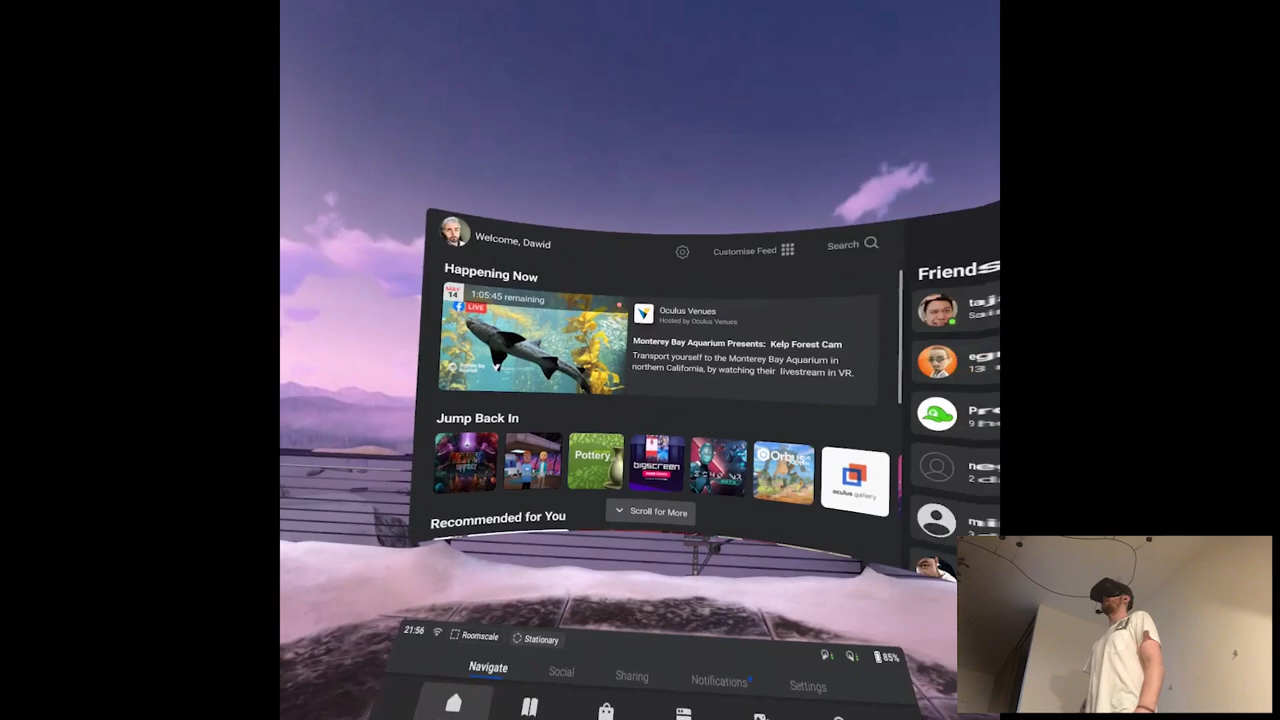 Welcome, Dawid
Customise Feed
Search
Happening Now
MAY
14
1:05:45 remaining
LIVE
Oculus Venues
Hosted by Oculus Venues
Monterey Bay Aquarium Presents: Kelp Forest Cam
Transport yourself to the Monterey Bay Aquarium in
northern California, by watching their livestream in VR.
Friends
Jump Back In
Pottery
bigscreen
Orbus
oculus gallery
Recommended for You
Scroll for More
21:56
Roomscale
Stationary
85%
Navigate
Social
Sharing
Notifications
Settings